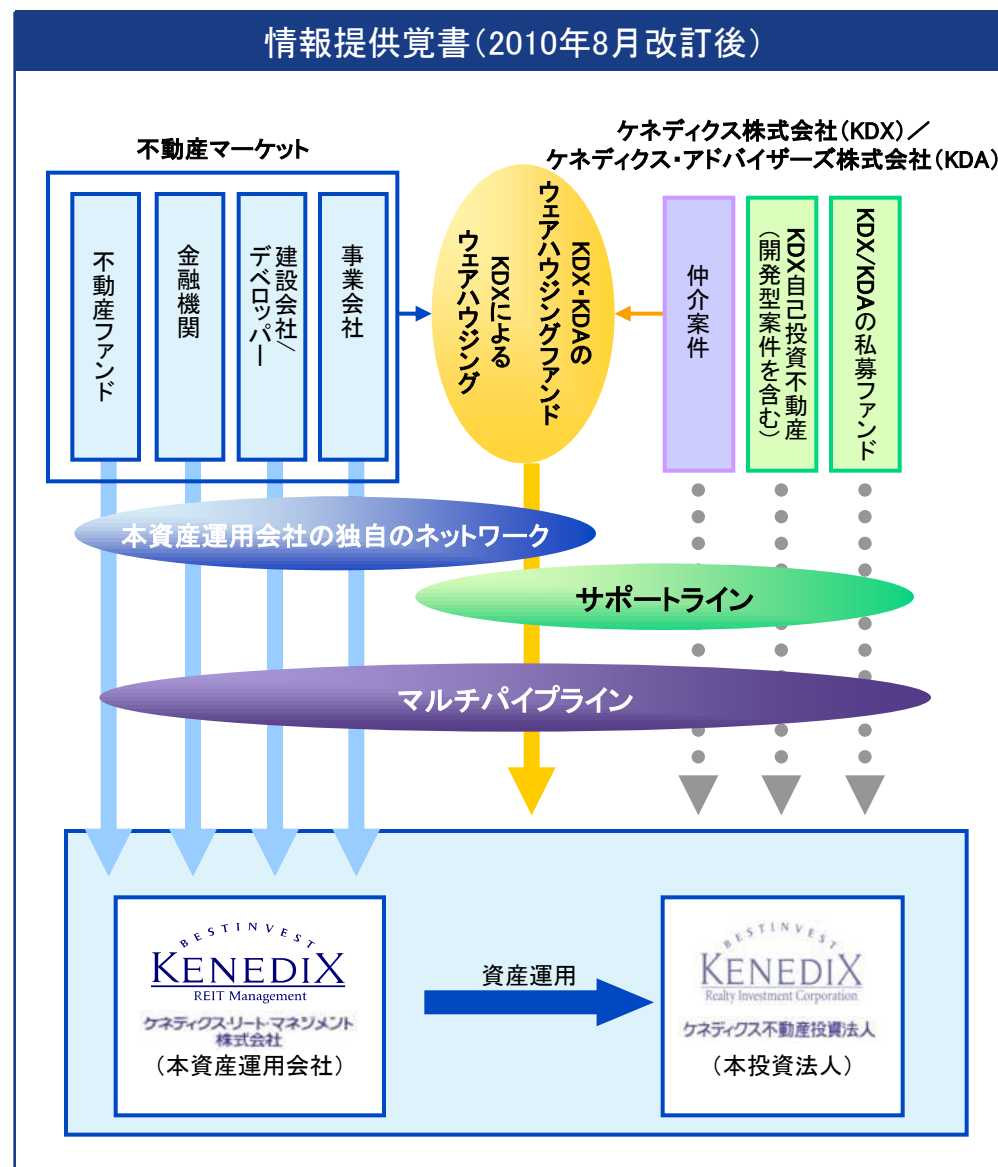 情報提供覚書(2010年8月改訂後)
不動産マーケット
ケネディクス株式会社(KDX)/
ケネディクス・アドバイザーズ株式会社(KDA)
不動産ファンド
金融機関
建設会社/
デベロッパー
事業会社
KDX・KDAの
ウェアハウジングファンド
KDXによる
ウェアハウジング
仲介案件
KDX自己投資不動産
(開発型案件を含む)
KDX/KDAの私募ファンド
本資産運用会社の独自のネットワーク
サポートライン
マルチパイプライン
BESTINVEST
KENEDIX
REIT Management
ケネディクス・リート・マネジメント
株式会社
(本資産運用会社)
資産運用
BESTINVEST
KENEDIX
Realty Investment Corporation
ケネディクス不動産投資法人
(本投資法人)